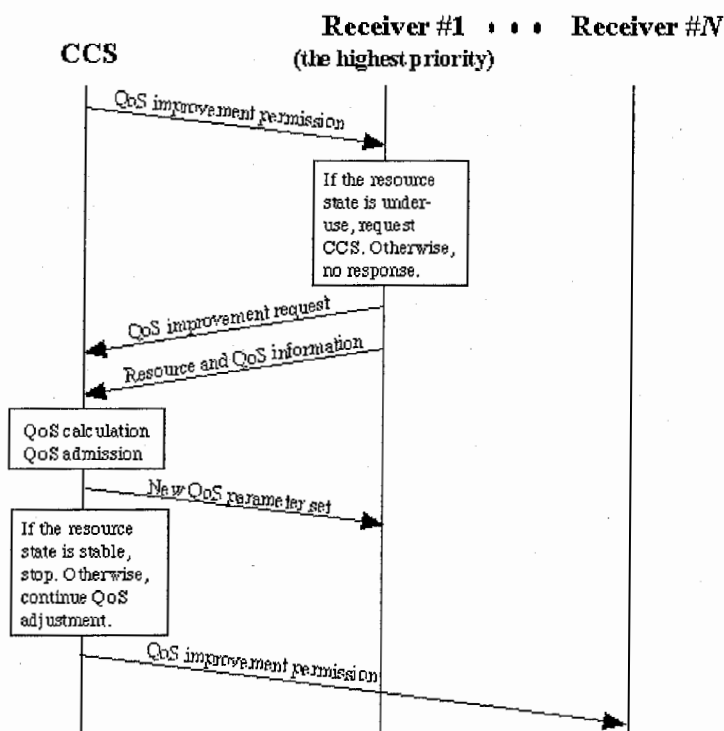 Receiver #1 • • • Receiver #N
CCS
(the highest priority)
QoS improvement permission
If the resource
state is under-
use, request
CCS. Otherwise,
no response.
QoS improvement request
Resource and QoS information
QoS calculation
QoS admission
New QoS parameter set
If the resource
state is stable,
stop. Otherwise,
continue QoS
adjustment.
QoS improvement permission